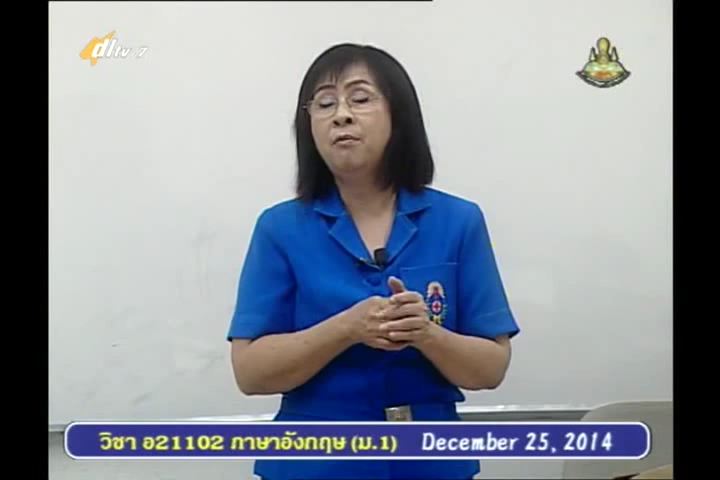 dltv 7
วิชา อ21102 ภาษาอังกฤษ (ม.1) December 25, 2014